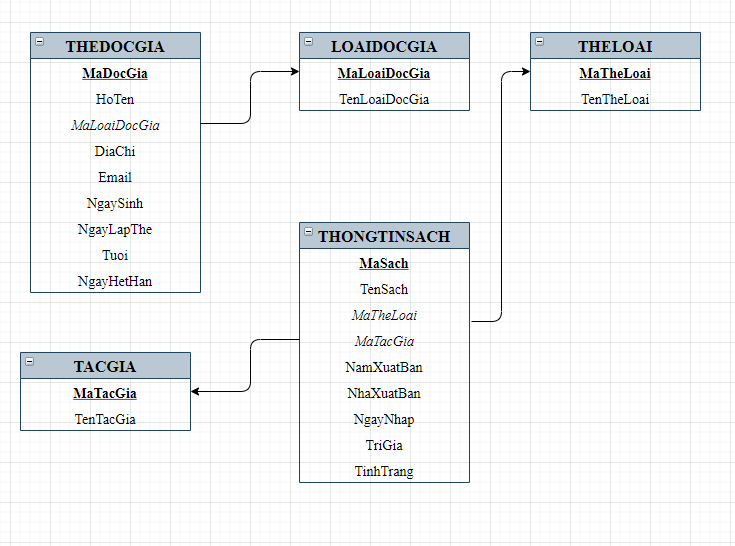 THEDOCGIA
MaDocGia
HoTen
MaLoaiDocGia
DiaChi
Email
NgaySinh
NgayLapThe
Tuoi
NgayHetHan
LOAIDOCGIA
MaLoaiDocGia
TenLoaiDocGia
THELOAI
MaTheLoai
TenTheLoai
THONGTINSACH
MaSach
TenSach
MaTheLoai
MaTacGia
NamXuatBan
NhaXuatBan
NgayNhap
TriGia
TinhTrang
TACGIA
MaTacGia
TenTacGia